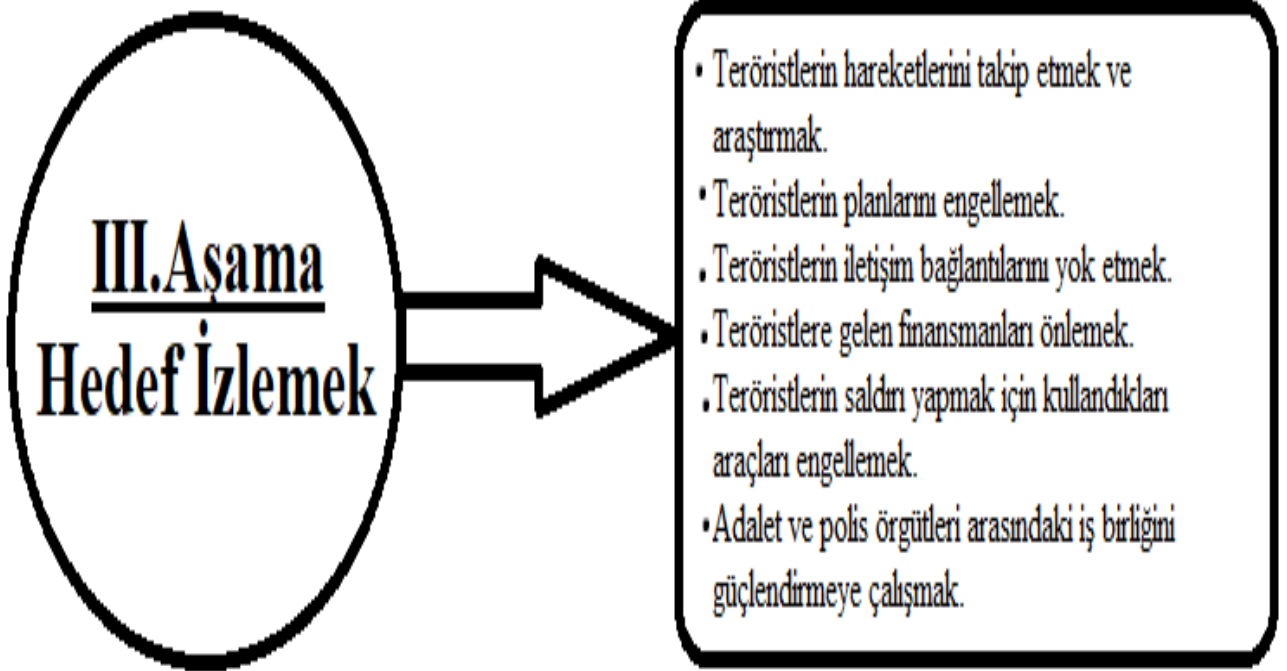 III.Aşama
Hedef İzlemek
• Teröristlerin hareketlerini takip etmek ve
araştırmak.
• Teröristlerin planlarını engellemek.
• Teröristlerin iletişim bağlantılarını yok etmek.
• Teröristlere gelen finansmanları önlemek.
• Teröristlerin saldırı yapmak için kullandıkları
araçları engellemek.
• Adalet ve polis örgütleri arasındaki iş birliğini
güçlendirmeye çalışmak.